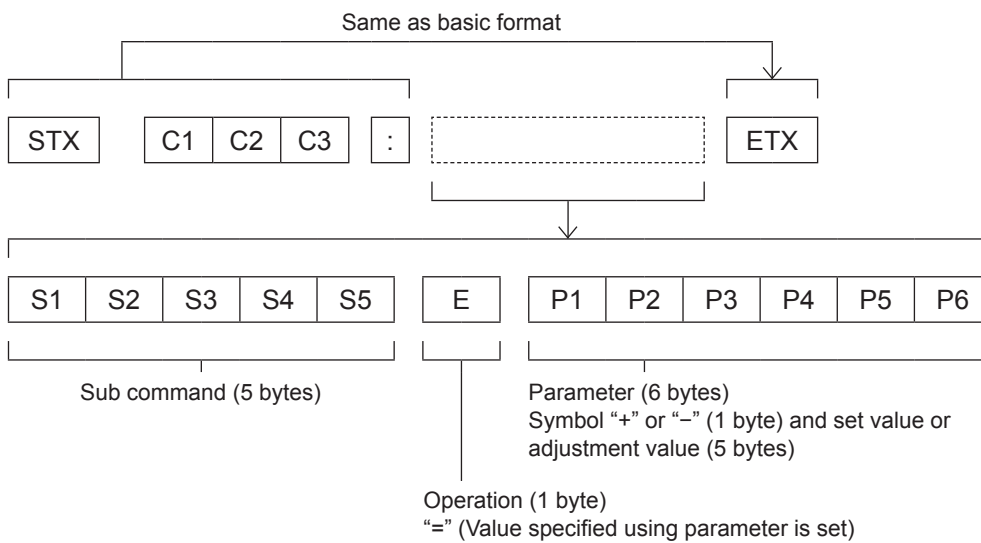 Same as basic format
STX C1 C2 C3 : ETX
S1 S2 S3 S4 S5 E P1 P2 P3 P4 P5 P6
Sub command (5 bytes)
Parameter (6 bytes)
Symbol “+” or “−” (1 byte) and set value or
adjustment value (5 bytes)
Operation (1 byte)
“=” (Value specified using parameter is set)